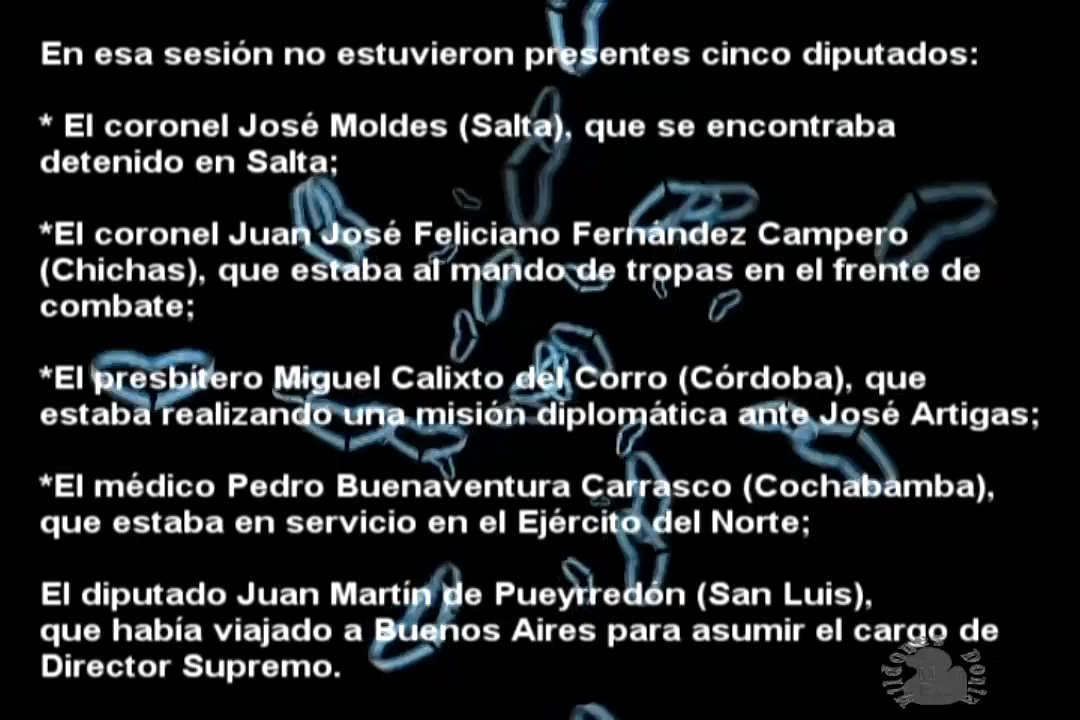 En esa sesión no estuvieron presentes cinco diputados:
* El coronel José Moldes (Salta), que se encontraba
detenido en Salta;
*El coronel Juan José Feliciano Fernández Campero
(Chichas), que estaba al mando de tropas en el frente de
combate;
*El presbítero Miguel Calixto del Corro (Córdoba), que
estaba realizando una misión diplomática ante José Artigas;
*El médico Pedro Buenaventura Carrasco (Cochabamba),
que estaba en servicio en el Ejército del Norte;
El diputado Juan Martín de Pueyrredón (San Luis),
que había viajado a Buenos Aires para asumir el cargo de
Director Supremo.